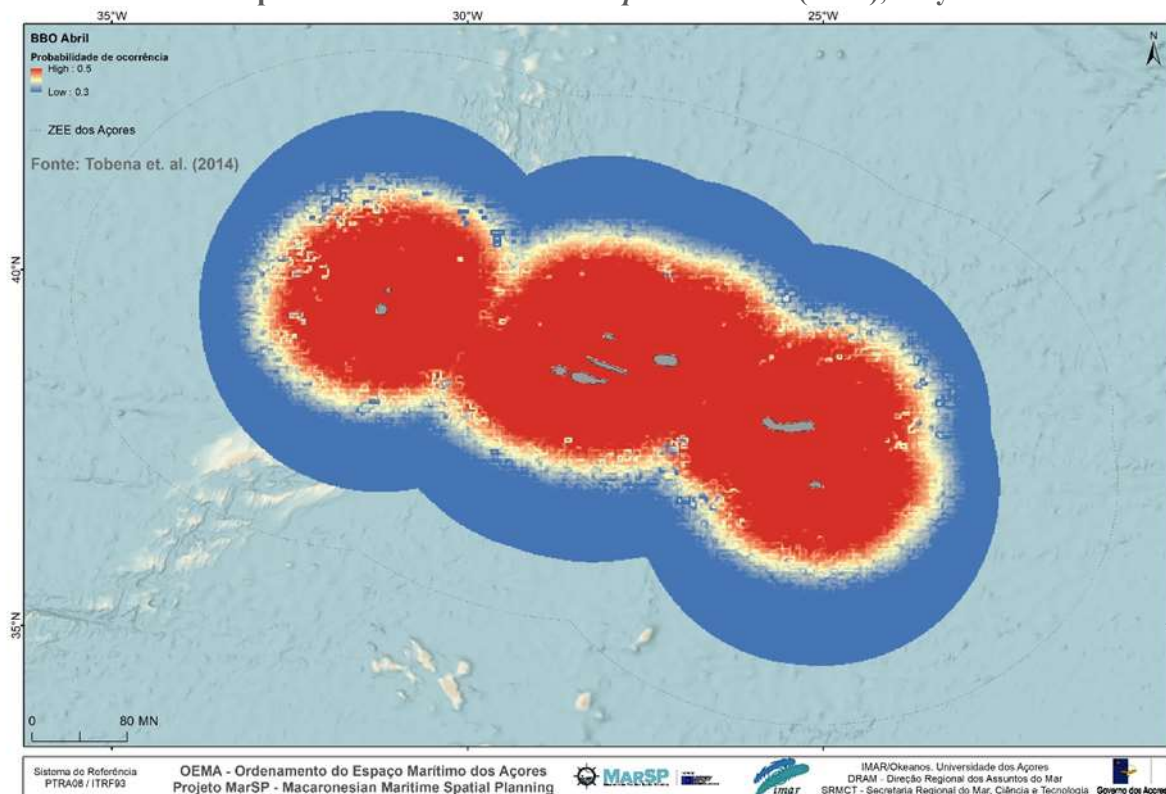 35°W 30°W 25°W
BBO Abril
Probabilidade de ocorrência
High : 0.5
Low : 0.3
ZEE dos Açores
Fonte: Tobena et. al. (2014)
N
40°N
35°N
0 80 MN
Sistema de Referência
PTRA08 / ITRF93
OEMA - Ordenamento do Espaço Marítimo dos Açores
Projeto MarSP - Macaronesian Maritime Spatial Planning
MARSP
imar
IMAR/Okeanos. Universidade dos Açores
DRAM - Direção Regional dos Assuntos do Mar
SRMCT - Secretaria Regional do Mar, Ciência e Tecnologia
Governo dos Açores